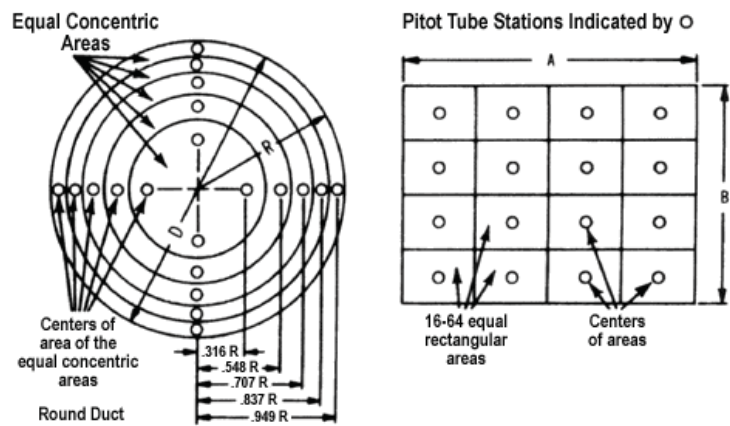 Equal Concentric
Areas
R
D
Centers of
area of the
equal concentric
areas
Round Duct
.316 R
.548 R
.707 R
.837 R
.949 R
Pitot Tube Stations Indicated by O
A
B
16-64 equal
rectangular
areas
Centers
of areas